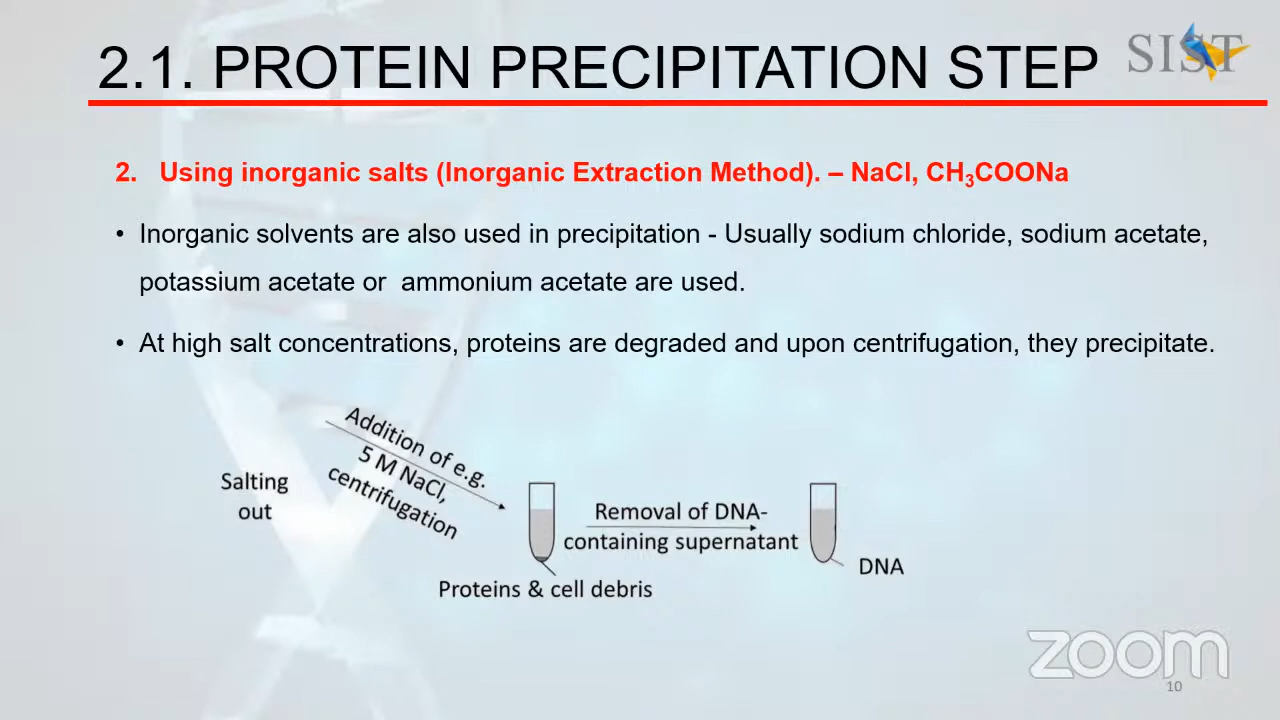 2.1. PROTEIN PRECIPITATION STEP
SIST
2. Using inorganic salts (Inorganic Extraction Method). – NaCl, CH₃COONa
• Inorganic solvents are also used in precipitation - Usually sodium chloride, sodium acetate,
potassium acetate or ammonium acetate are used.
• At high salt concentrations, proteins are degraded and upon centrifugation, they precipitate.
Salting
out
Addition of e.g.
5 M NaCl,
centrifugation
Proteins & cell debris
Removal of DNA-
containing supernatant
DNA
zoom
10